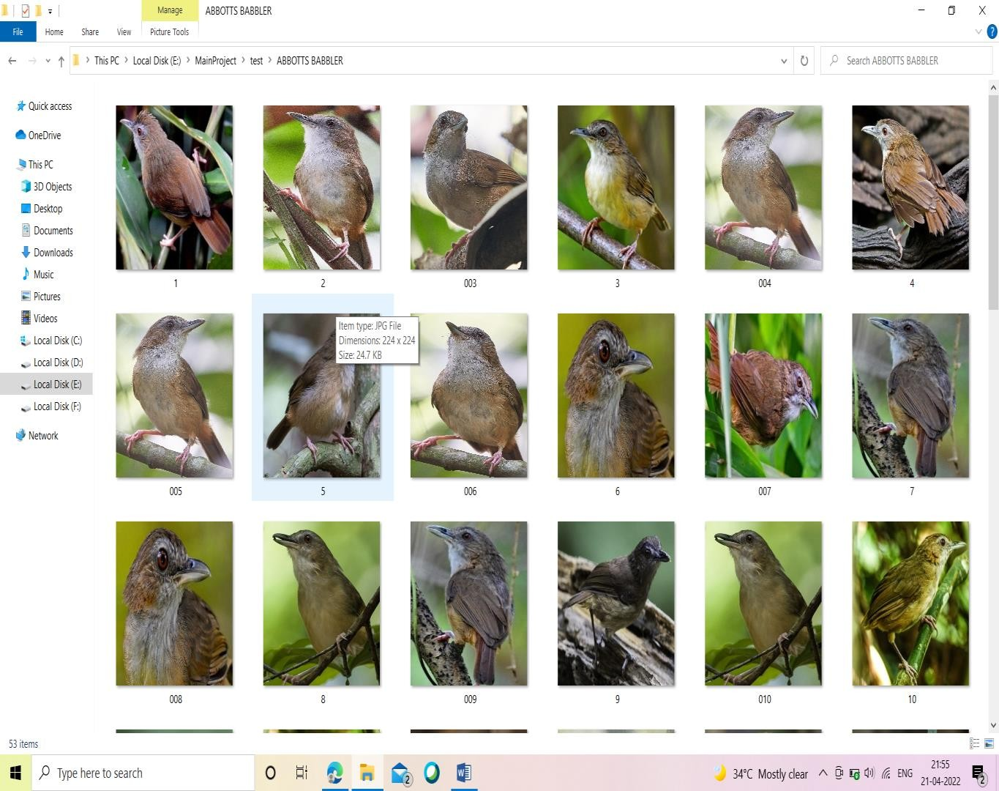 Manage
ABBOTTS BABBLER
File
Home
Share
View
Picture Tools
This PC
Local Disk (E:)
MainProject
test
ABBOTTS BABBLER
Search ABBOTTS BABBLER
Quick access
OneDrive
This PC
3D Objects
Desktop
Documents
Downloads
Music
Pictures
Videos
Local Disk (C:)
Local Disk (D:)
Local Disk (E:)
Local Disk (F:)
Network
1
2
003
3
004
4
Item type: JPG File
Dimensions: 224 x 224
Size: 24.7 KB
005
5
006
6
007
7
008
8
009
9
010
10
53 items
Type here to search
2
34°C Mostly clear
ENG
21:55
21-04-2022
2